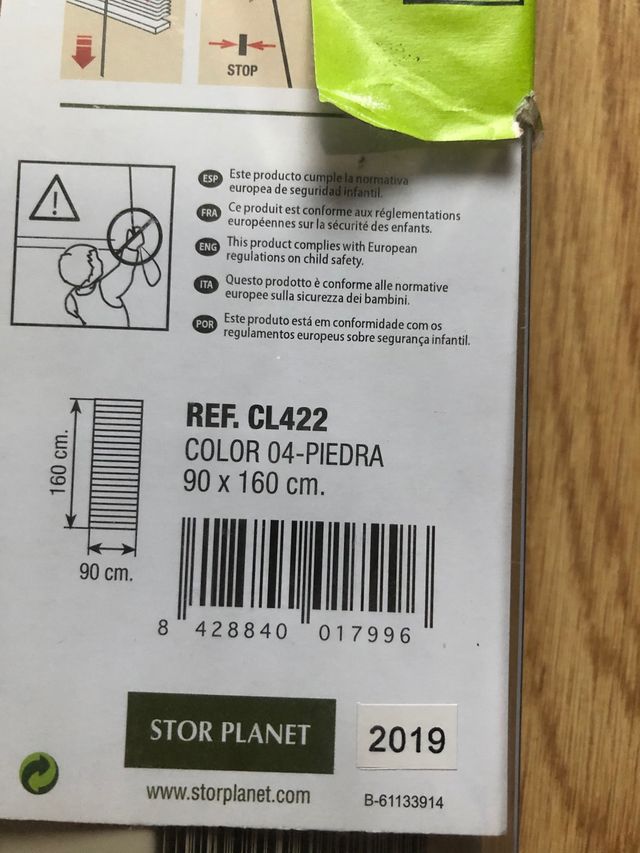 STOP
ESP Este producto cumple la normativa
europea de seguridad infantil.
FRA Ce produit est conforme aux réglementations
européennes sur la sécurité des enfants.
ENG This product complies with European
regulations on child safety.
ITA Questo prodotto è conforme alle normative
europee sulla sicurezza dei bambini.
POR Este produto está em conformidade com os
regulamentos europeus sobre segurança infantil.
160 cm.
90 cm.
REF. CL422
COLOR 04-PIEDRA
90 x 160 cm.
8 428840 017996
STOR PLANET
2019
www.storplanet.com
B-61133914